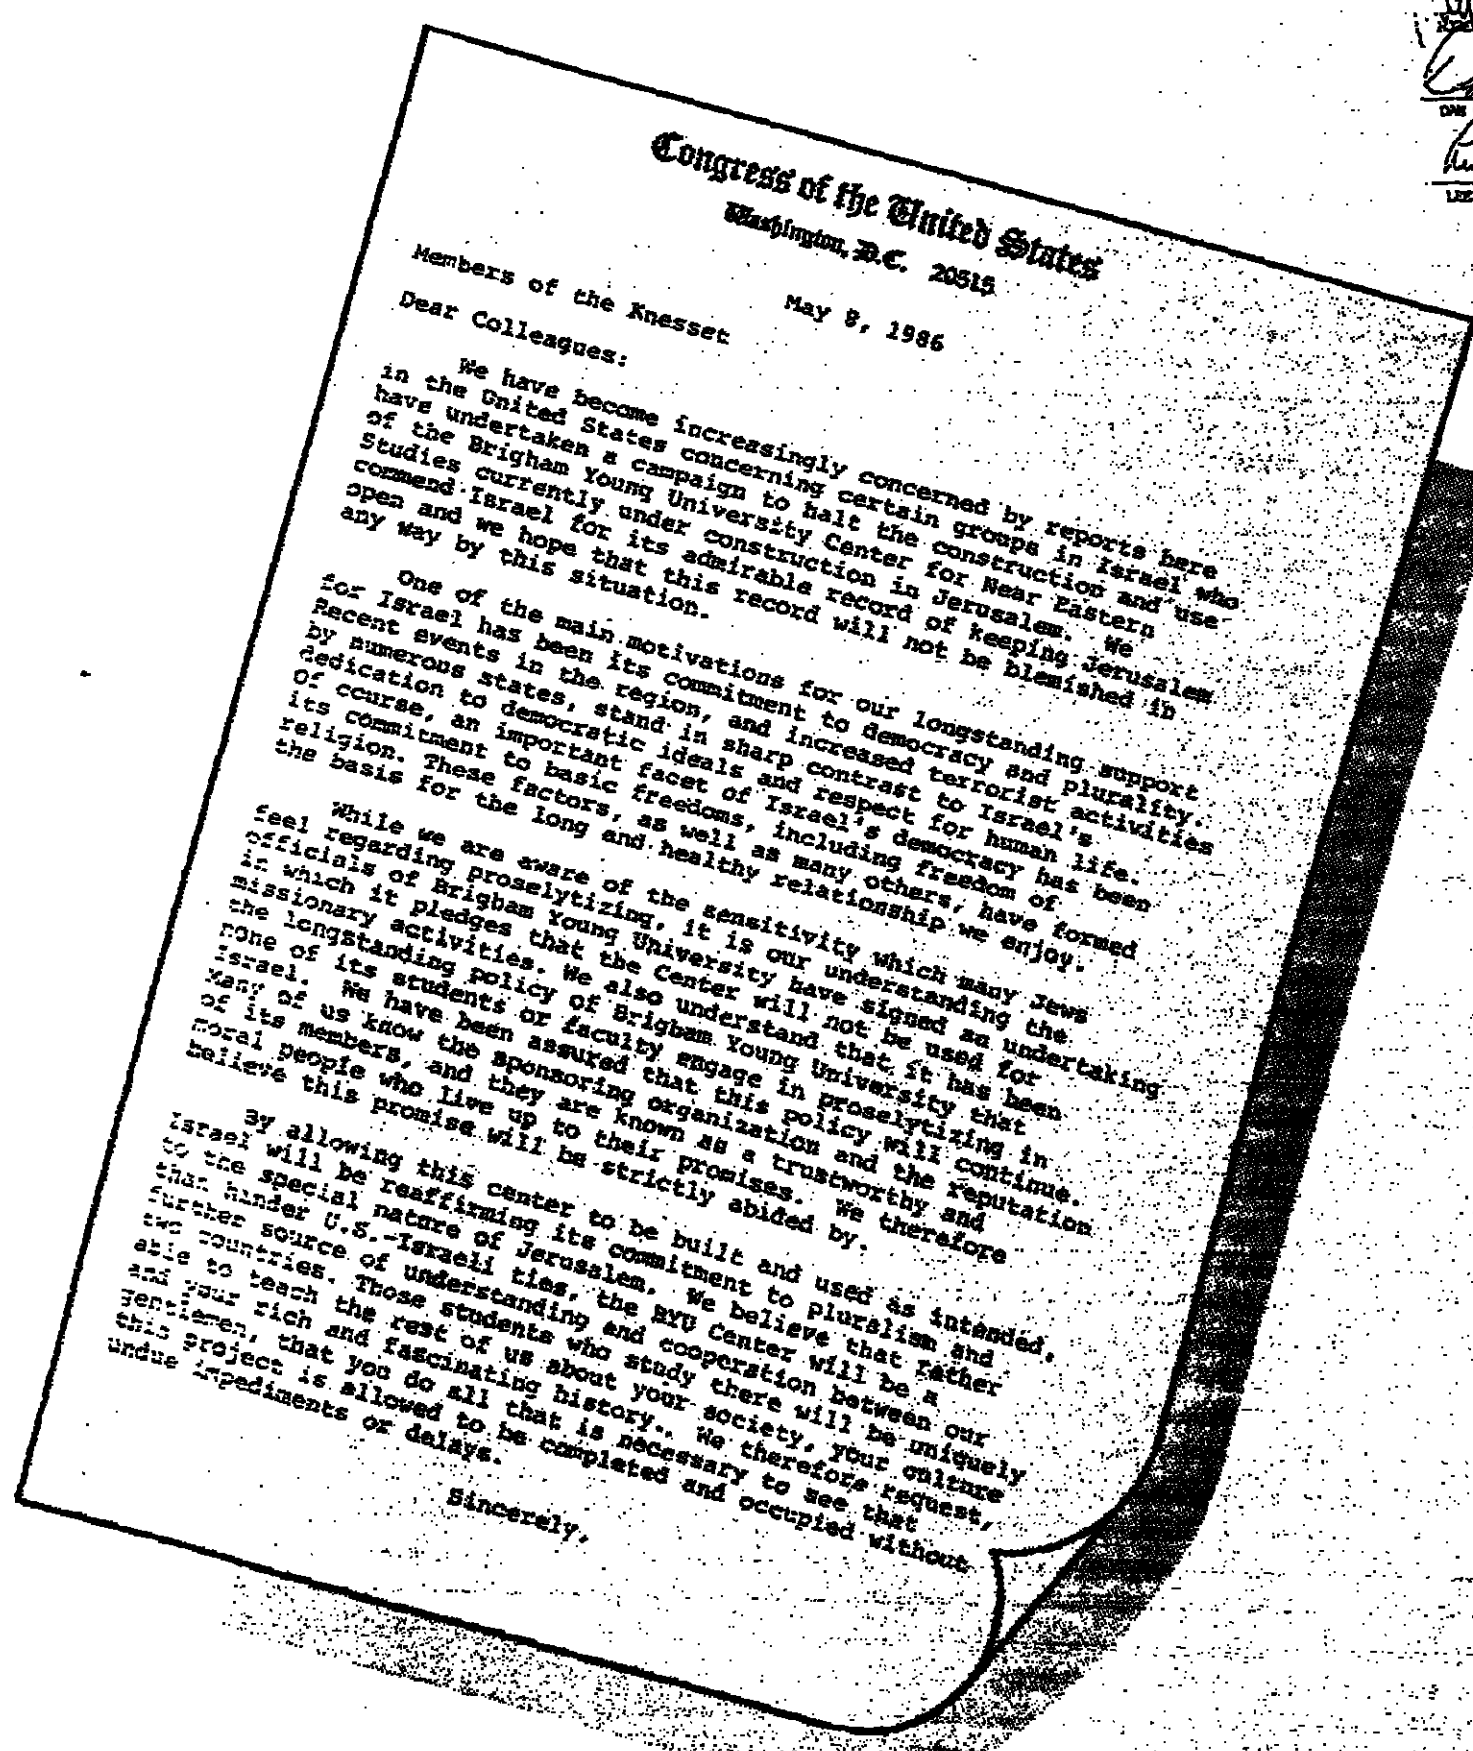 Congress of the United States
Washington, D.C. 20515
May 8, 1986
Members of the Knesset
Dear Colleagues:
We have become increasingly concerned by reports here
in the United States concerning certain groups in Israel who
have undertaken a campaign to halt the construction and use
of the Brigham Young University Center for Near Eastern
Studies currently under construction in Jerusalem. We
commend Israel for its admirable record of keeping Jerusalem
open and we hope that this record will not be blemished in
any way by this situation.
One of the main motivations for our longstanding support
for Israel has been its commitment to democracy and plurality.
Recent events in the region, and increased terrorist activities
by numerous states, stand in sharp contrast to Israel's
dedication to democratic ideals and respect for human life.
Of course, an important facet of Israel's democracy has been
its commitment to basic freedoms, including freedom of
religion. These factors, as well as many others, have formed
the basis for the long and healthy relationship we enjoy.
While we are aware of the sensitivity which many Jews
feel regarding proselytizing, it is our understanding the
officials of Brigham Young University have signed an undertaking
in which it pledges that the Center will not be used for
missionary activities. We also understand that it has been
the longstanding policy of Brigham Young University that
none of its students or faculty engage in proselytizing in
Israel. We have been assured that this policy will continue.
Many of us know the sponsoring organization and the reputation
of its members, and they are known as a trustworthy and
moral people who live up to their promises. We therefore
believe this promise will be strictly abided by.
By allowing this center to be built and used as intended,
Israel will be reaffirming its commitment to pluralism and
to the special nature of Jerusalem. We believe that rather
than hinder U.S.-Israeli ties, the BYU Center will be a
further source of understanding and cooperation between our
two countries. Those students who study there will be uniquely
able to teach the rest of us about your society, your culture
and your rich and fascinating history. We therefore request,
gentlemen, that you do all that is necessary to see that
this project is allowed to be completed and occupied without
undue impediments or delays.
Sincerely,